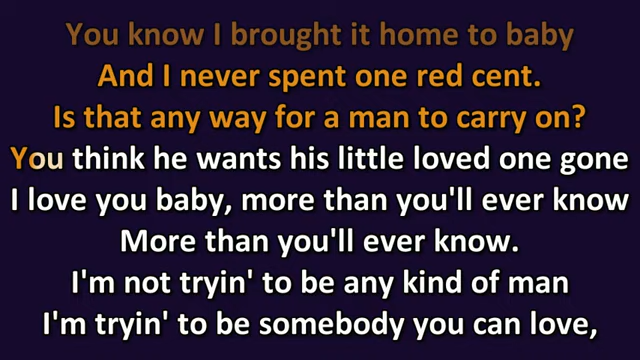 You know I brought it home to baby
And I never spent one red cent.
Is that any way for a man to carry on?
You think he wants his little loved one gone
I love you baby, more than you'll ever know
More than you'll ever know.
I'm not tryin' to be any kind of man
I'm tryin' to be somebody you can love,